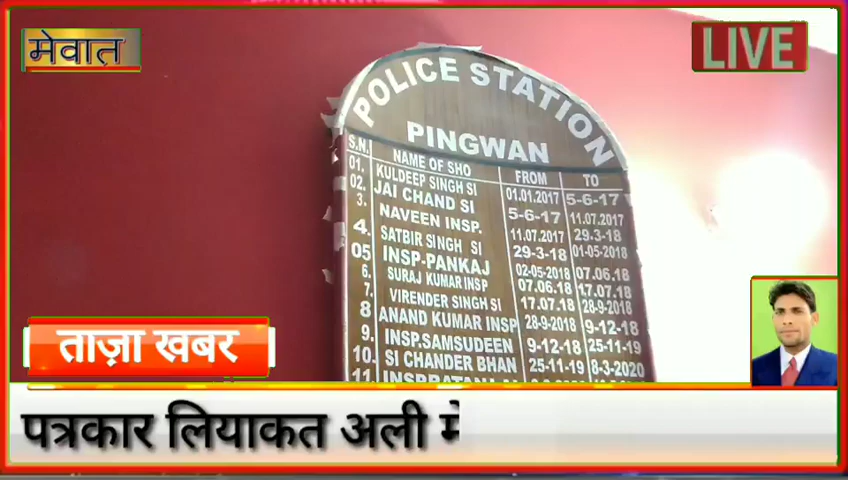 मेवात
LIVE
POLICE STATION
PINGWAN
S.N. NAME OF SHO FROM TO
01. KULDEEP SINGH SI 01.01.2017 5-6-17
02. JAI CHAND SI 5-6-17 11.07.2017
3. NAVEEN INSP. 11.07.2017 29.3-18
4. SATBIR SINGH SI 29-3-18 01-05-2018
05 INSP-PANKAJ 02-05-2018 07.06.18
6. SURAJ KUMAR INSP 07.06.18 17.07.18
7. VIRENDER SINGH SI 17.07.18 28-9-2018
8 ANAND KUMAR INSP 28-9-2018 9-12-18
9. INSP.SAMSUDEEN 9-12-18 25-11-19
10. SI CHANDER BHAN 25-11-19 8-3-2020
11.
ताज़ा खबर
पत्रकार लियाकत अली